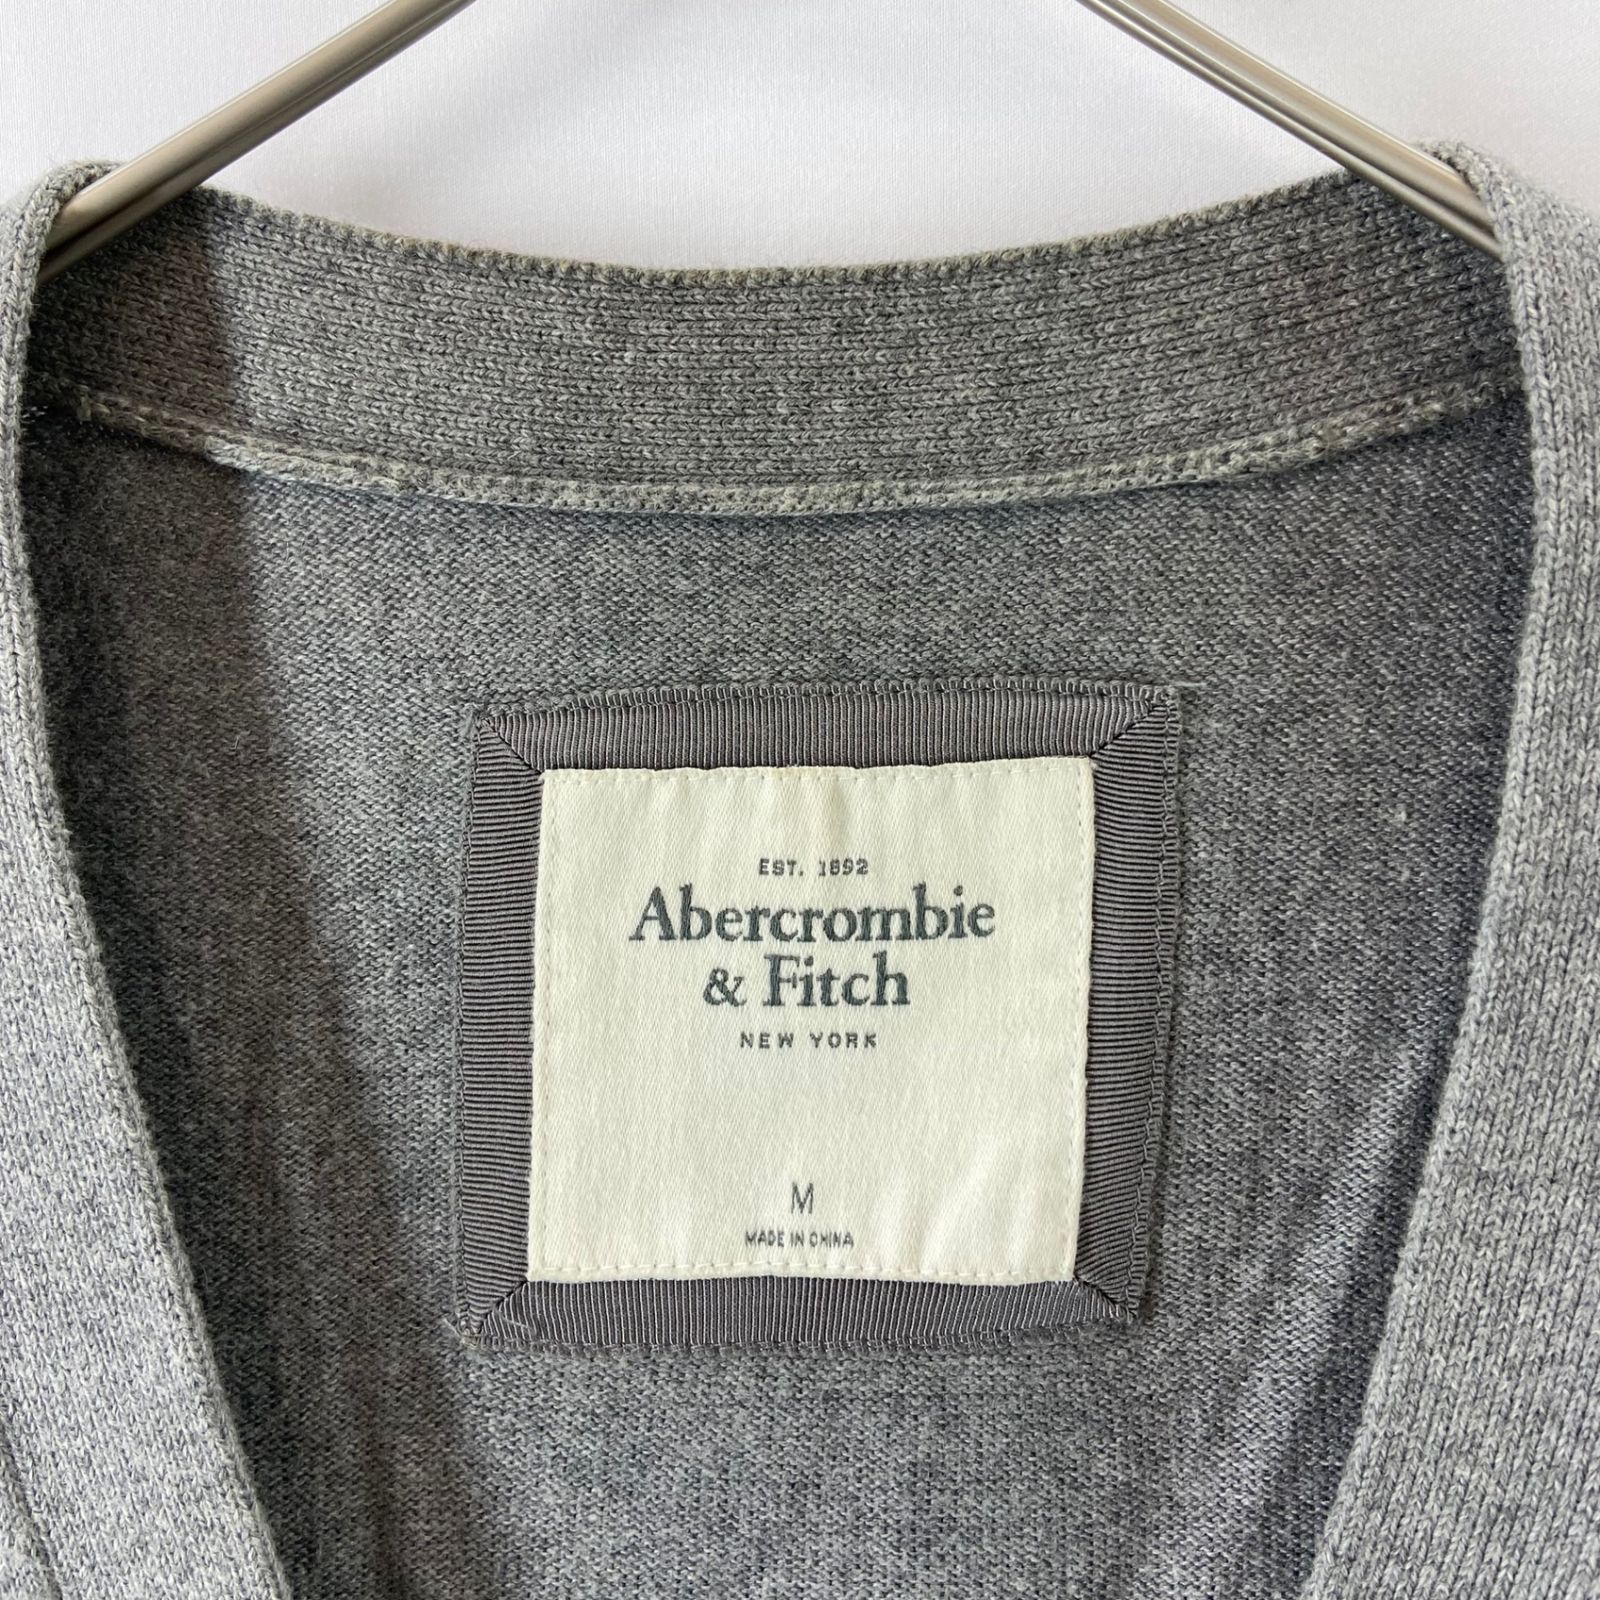 EST. 1892
Abercrombie
& Fitch
NEW YORK
M
MADE IN CHINA